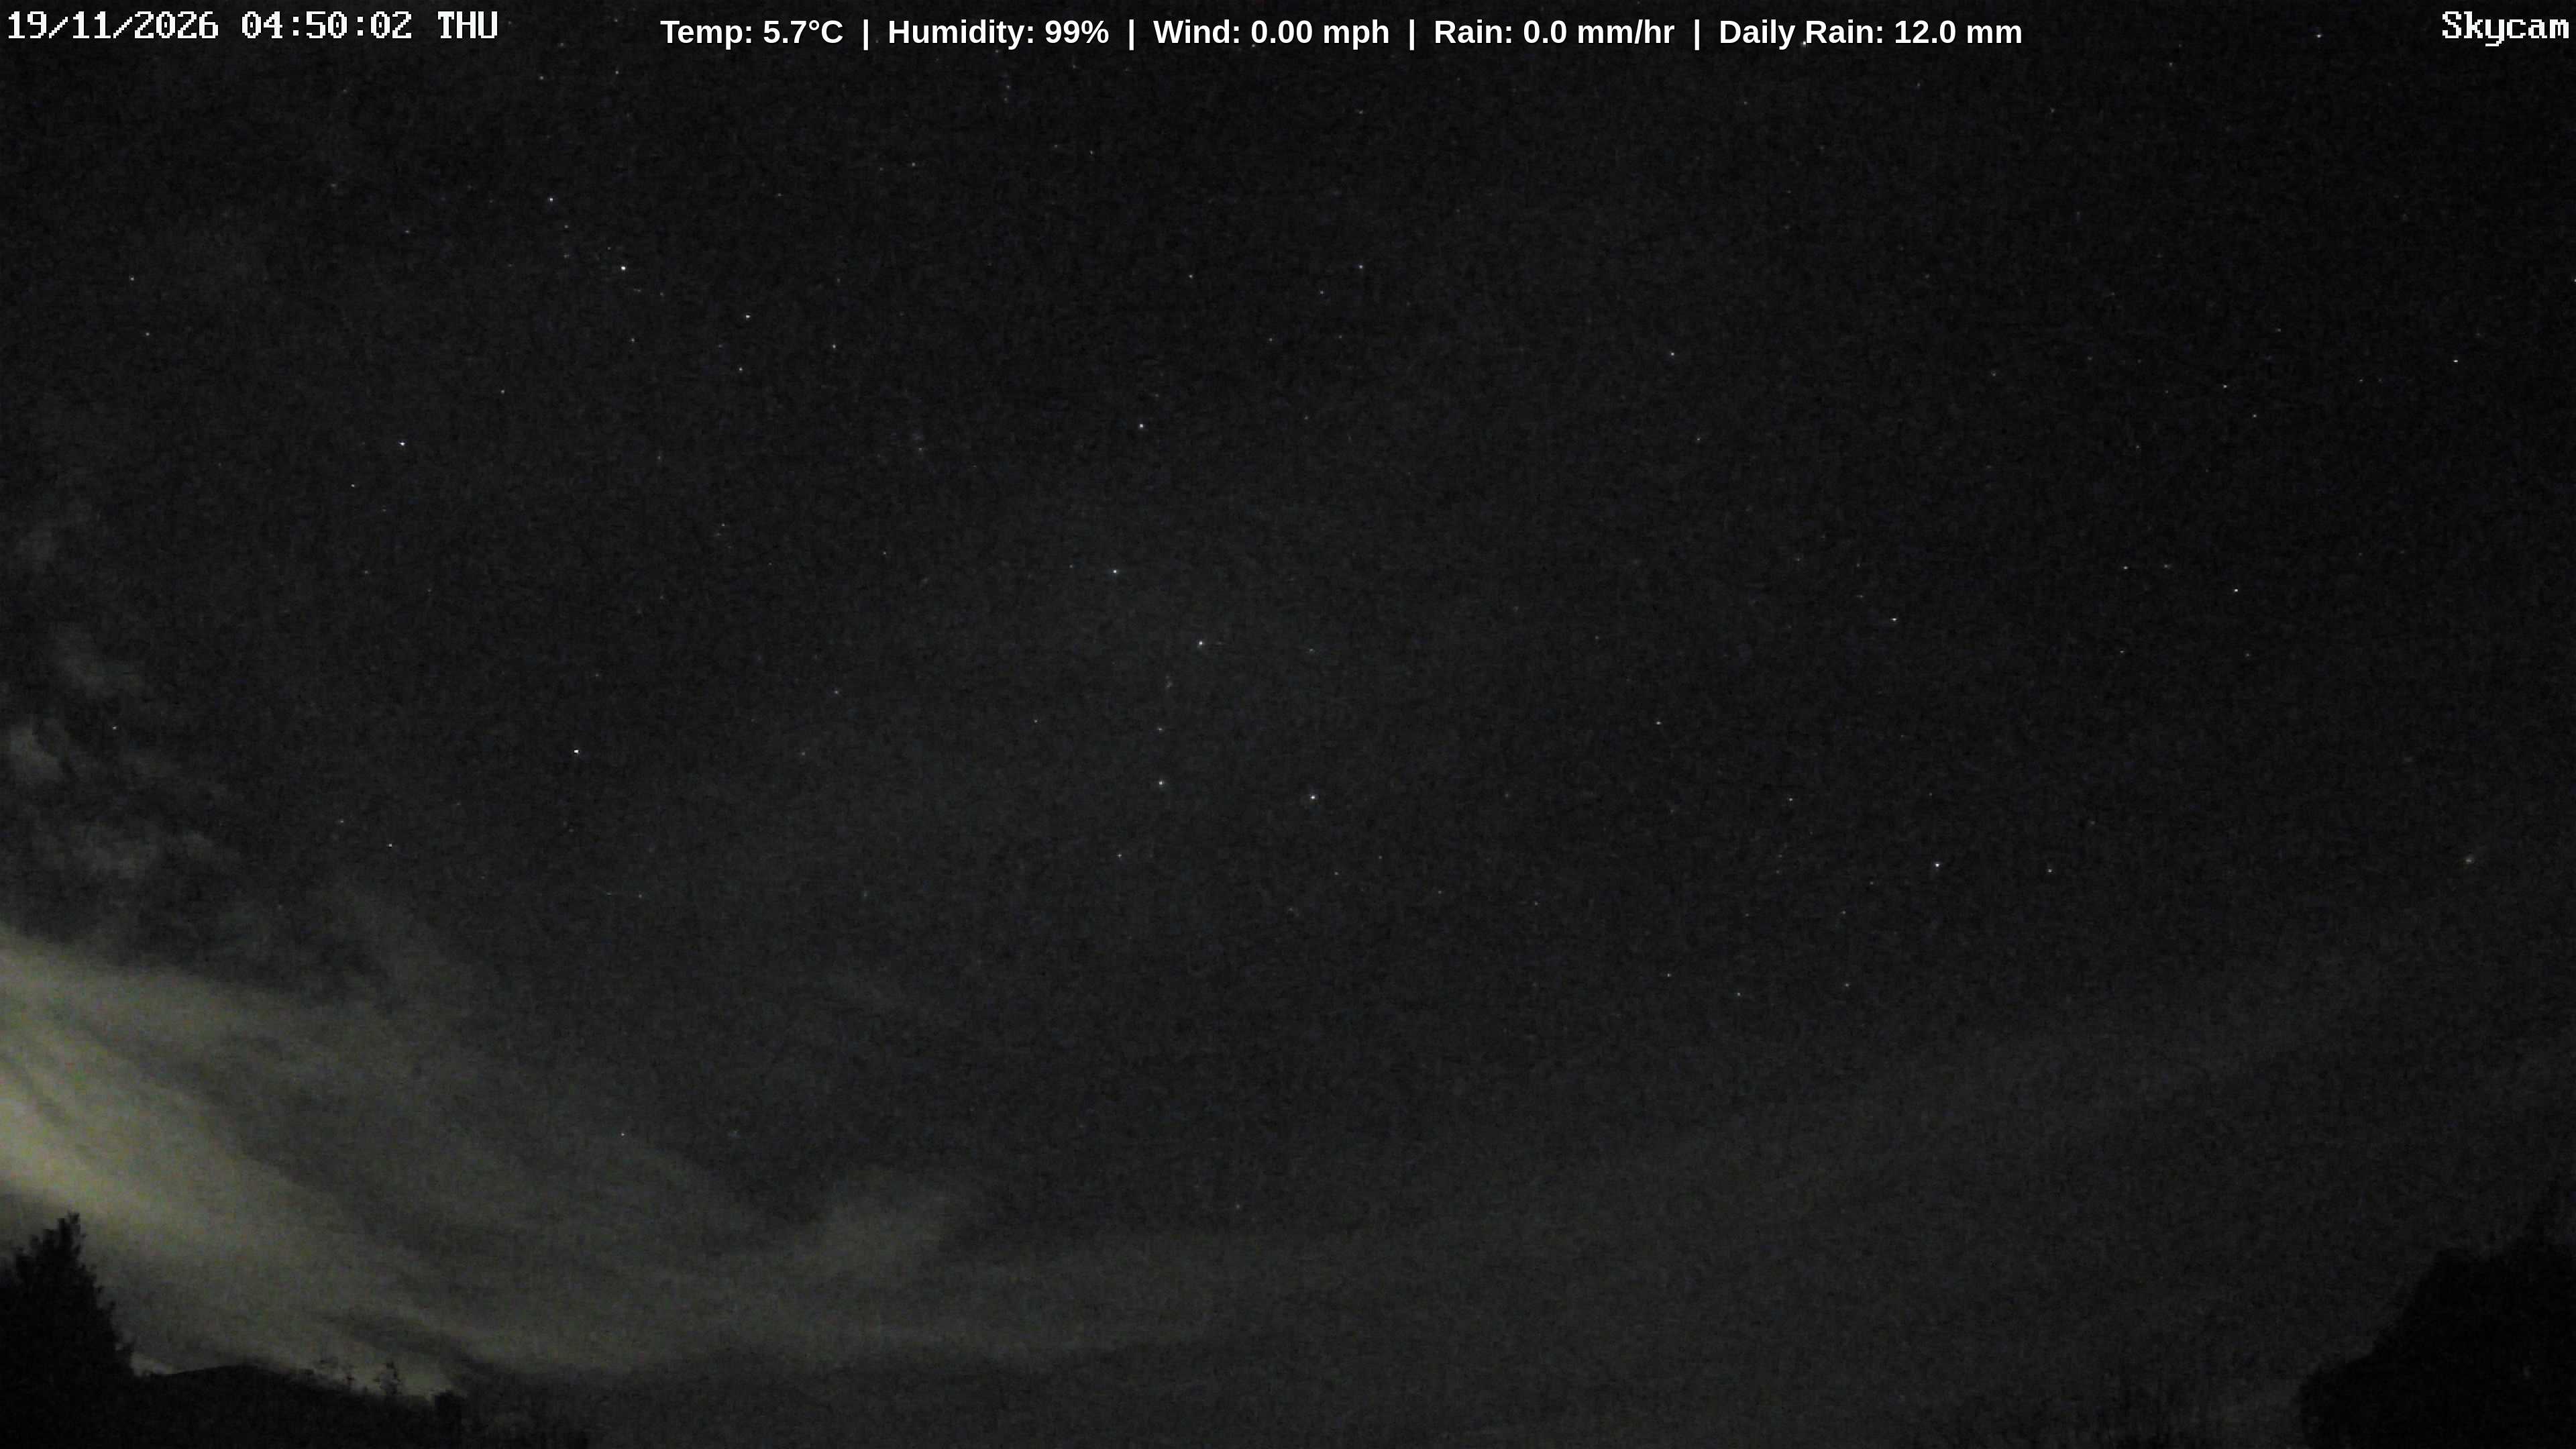 19/11/2026 04:50:02 THU
Temp: 5.7°C | Humidity: 99% | Wind: 0.00 mph | Rain: 0.0 mm/hr | Daily Rain: 12.0 mm
Skycam